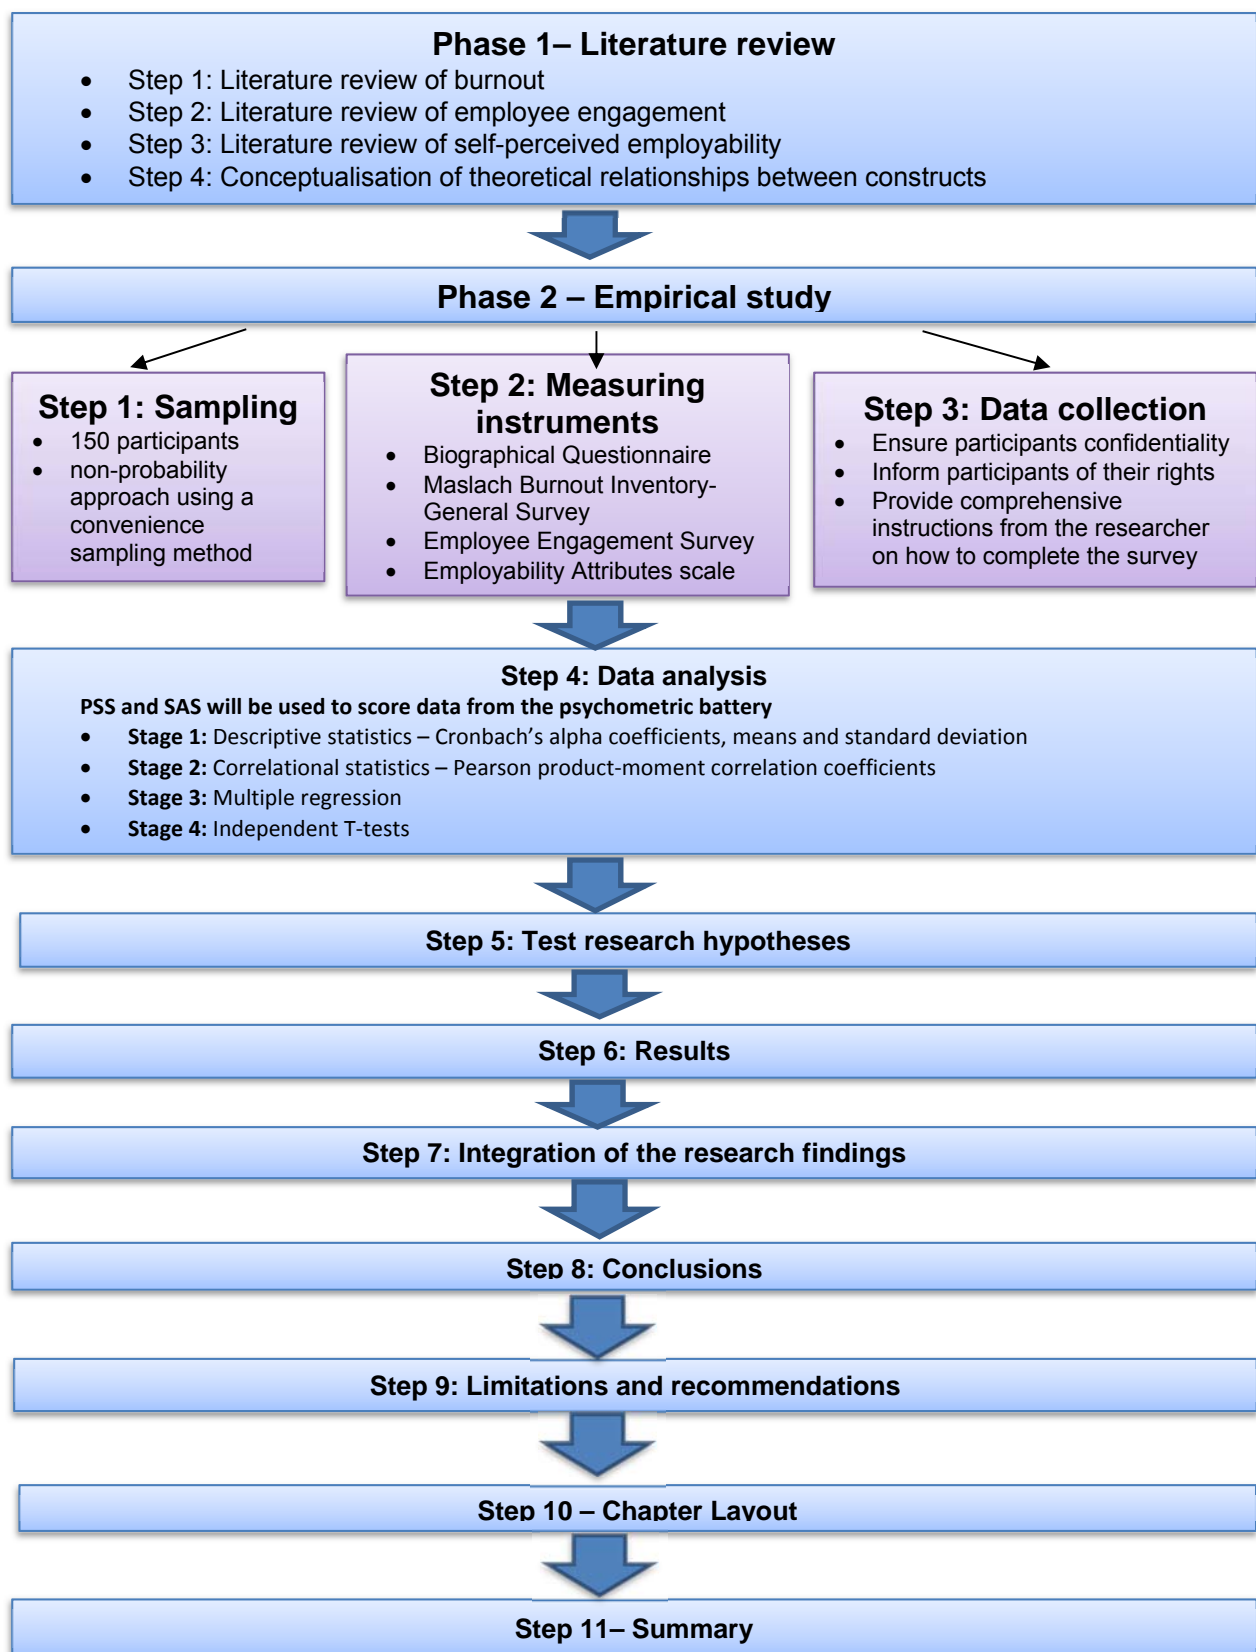 Phase 1– Literature review
• Step 1: Literature review of burnout
• Step 2: Literature review of employee engagement
• Step 3: Literature review of self-perceived employability
• Step 4: Conceptualisation of theoretical relationships between constructs
Phase 2 – Empirical study
Step 1: Sampling
• 150 participants
• non-probability
approach using a
convenience
sampling method
Step 2: Measuring
instruments
• Biographical Questionnaire
• Maslach Burnout Inventory-
General Survey
• Employee Engagement Survey
• Employability Attributes scale
Step 3: Data collection
• Ensure participants confidentiality
• Inform participants of their rights
• Provide comprehensive
instructions from the researcher
on how to complete the survey
Step 4: Data analysis
PSS and SAS will be used to score data from the psychometric battery
• Stage 1: Descriptive statistics – Cronbach’s alpha coefficients, means and standard deviation
• Stage 2: Correlational statistics – Pearson product-moment correlation coefficients
• Stage 3: Multiple regression
• Stage 4: Independent T-tests
Step 5: Test research hypotheses
Step 6: Results
Step 7: Integration of the research findings
Step 8: Conclusions
Step 9: Limitations and recommendations
Step 10 – Chapter Layout
Step 11– Summary